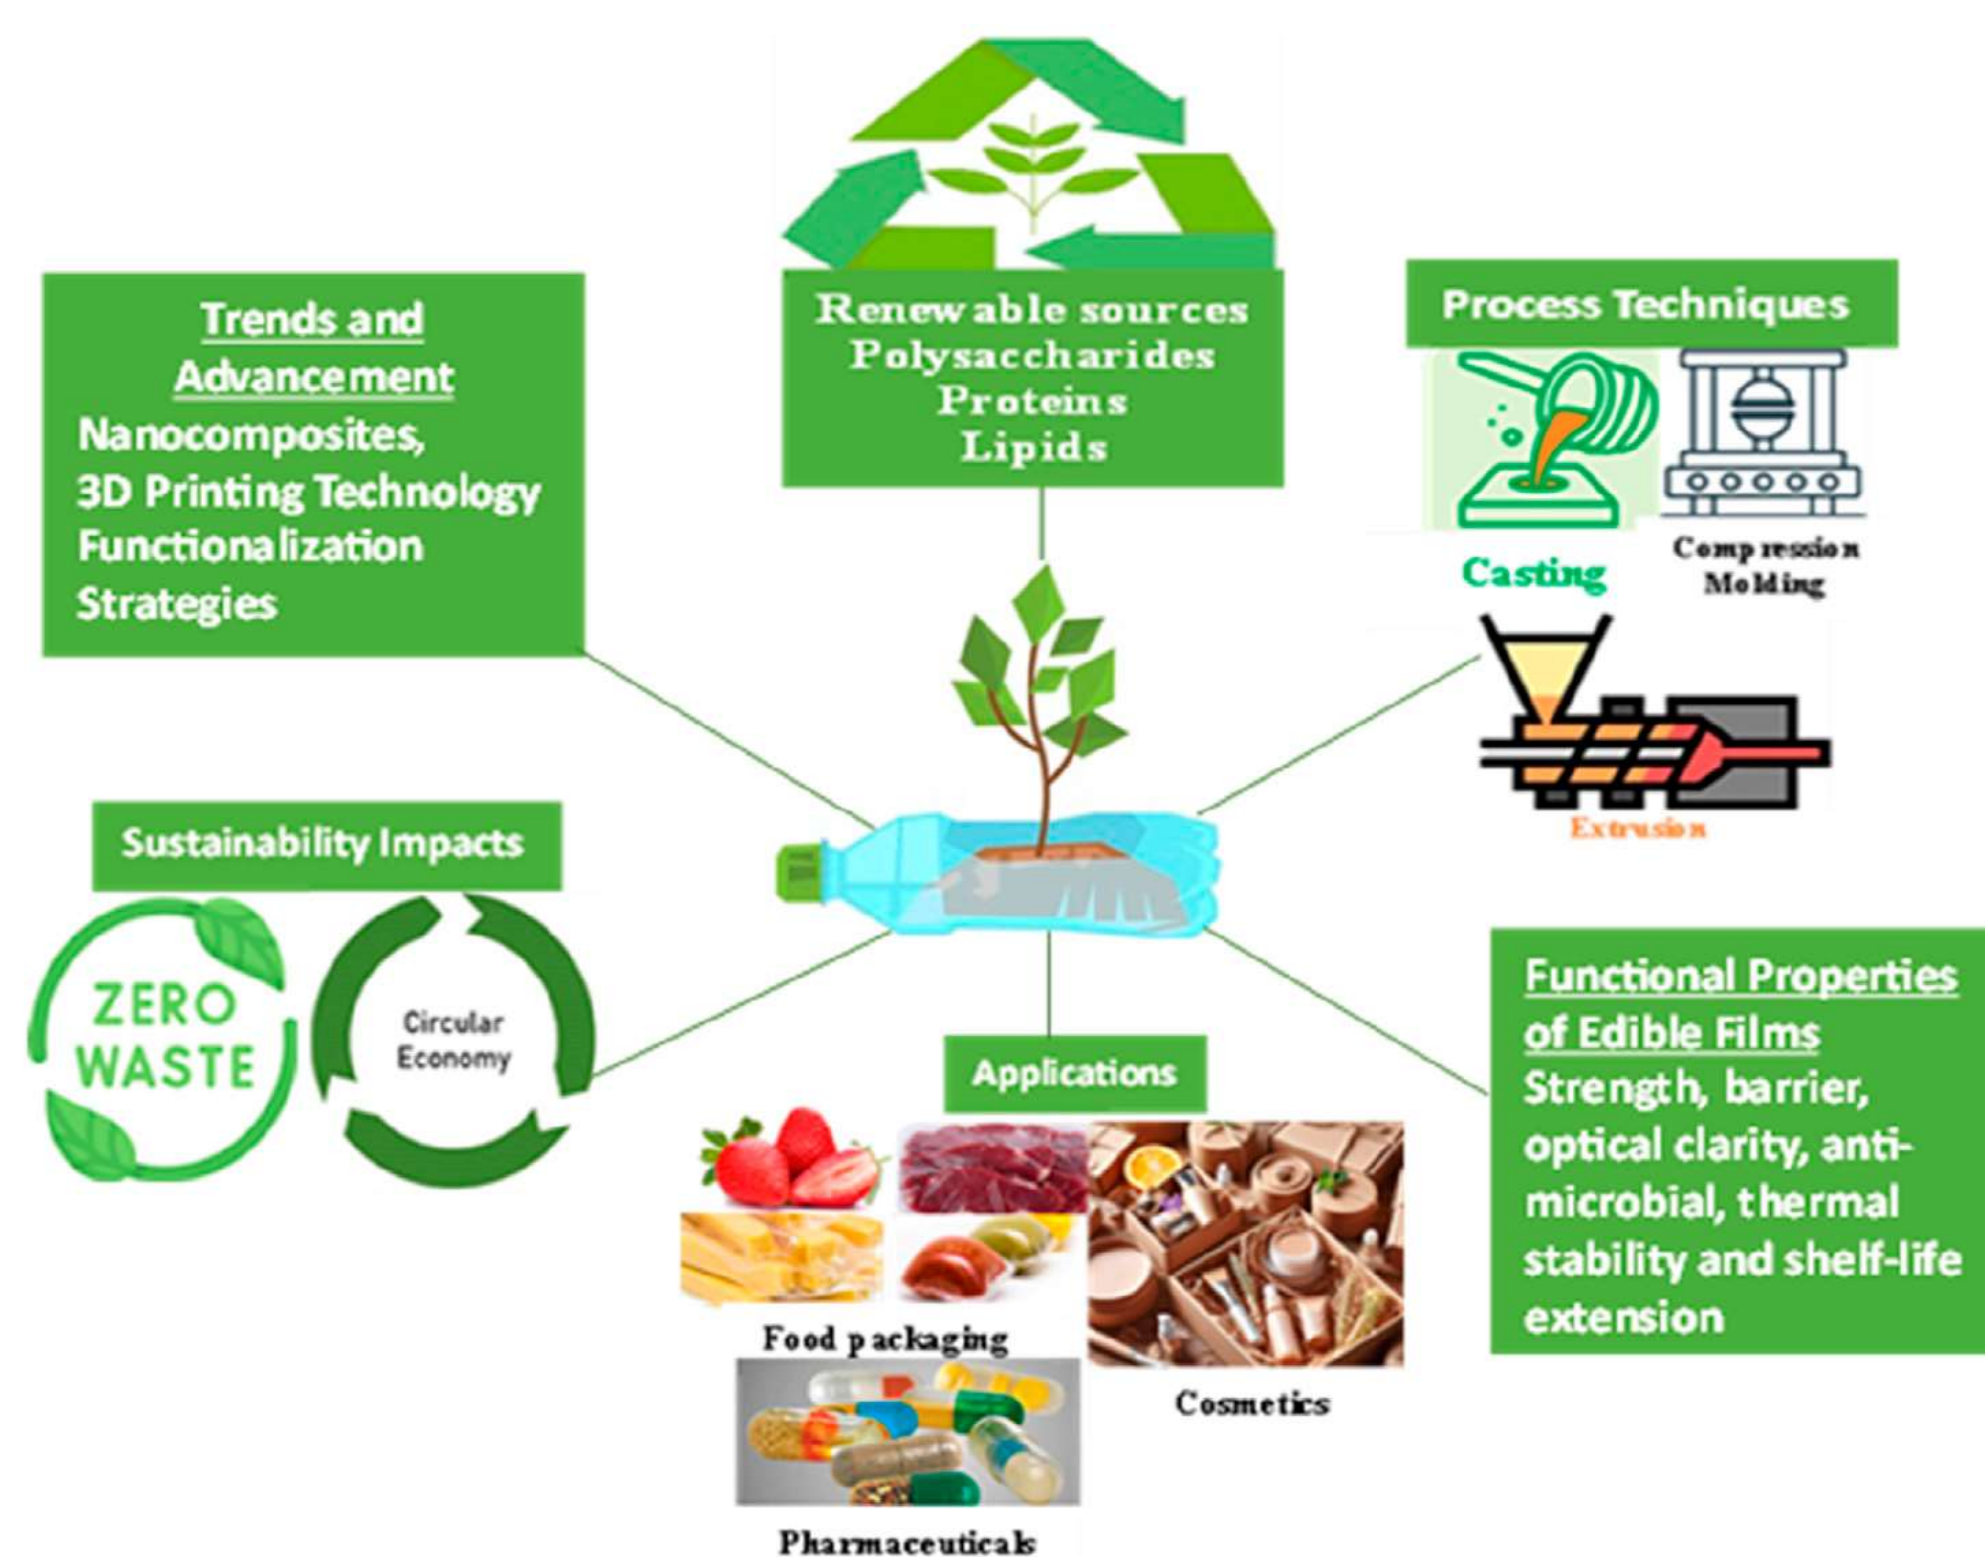 Renewable sources
Polysaccharides
Proteins
Lipids
Trends and
Advancement
Nanocomposites,
3D Printing Technology
Functionalization
Strategies
Process Techniques
Casting
Compression
Molding
Extrusion
Sustainability Impacts
ZERO
WASTE
Circular
Economy
Applications
Food packaging
Cosmetics
Pharmaceuticals
Functional Properties
of Edible Films
Strength, barrier,
optical clarity, anti-
microbial, thermal
stability and shelf-life
extension